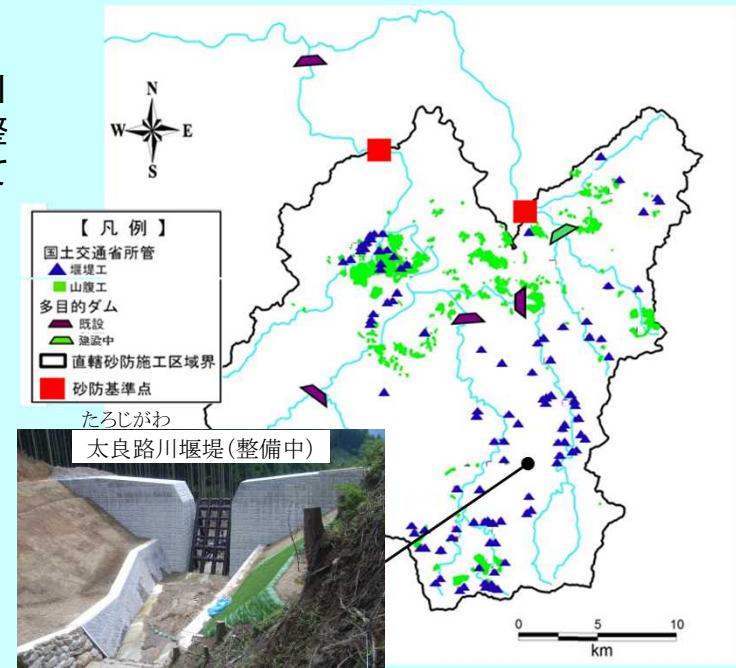 N
W E
S
【 凡 例 】
国土交通省所管
堰堤工
山腹工
多目的ダム
既設
建設中
直轄砂防施工区域界
砂防基準点
たろじがわ
太良路川堰堤(整備中)
0 5 10
km